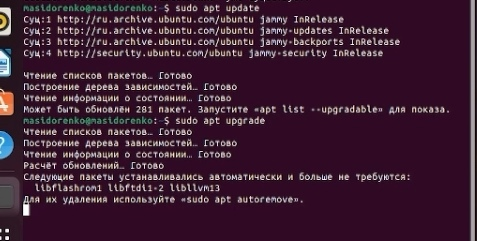 masidorenko@masidorenko:~$ sudo apt update
Сущ:1 http://ru.archive.ubuntu.com/ubuntu jammy InRelease
Сущ:2 http://ru.archive.ubuntu.com/ubuntu jammy-updates InRelease
Сущ:3 http://ru.archive.ubuntu.com/ubuntu jammy-backports InRelease
Сущ:4 http://security.ubuntu.com/ubuntu jammy-security InRelease
Чтение списков пакетов… Готово
Построение дерева зависимостей… Готово
Чтение информации о состоянии… Готово
Может быть обновлён 281 пакет. Запустите «apt list --upgradable» для показа.
masidorenko@masidorenko:~$ sudo apt upgrade
Чтение списков пакетов… Готово
Построение дерева зависимостей… Готово
Чтение информации о состоянии… Готово
Расчёт обновлений… Готово
Следующие пакеты устанавливались автоматически и больше не требуются:
libflashrom1 libftdi1-2 libllvm13
Для их удаления используйте «sudo apt autoremove».